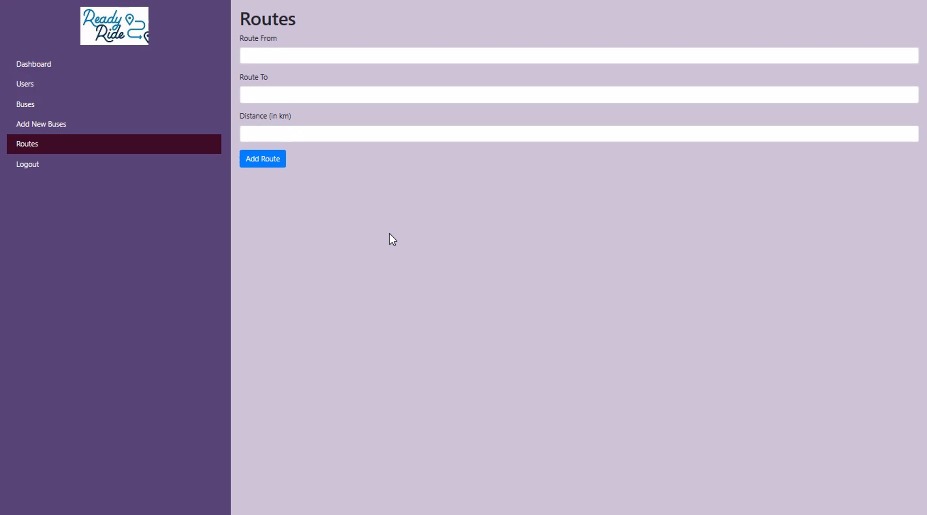 Ready
Ride
Dashboard
Users
Buses
Add New Buses
Routes
Logout
Routes
Route From
Route To
Distance (in km)
Add Route